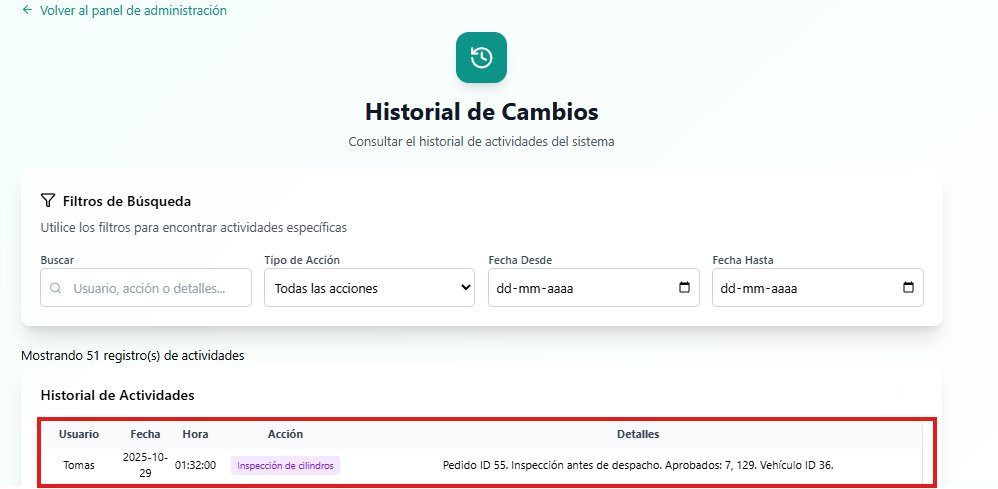 ← Volver al panel de administración
Historial de Cambios
Consultar el historial de actividades del sistema
Filtros de Búsqueda
Utilice los filtros para encontrar actividades específicas
Buscar Tipo de Acción Fecha Desde Fecha Hasta
Usuario, acción o detalles... Todas las acciones dd-mm-aaaa dd-mm-aaaa
Mostrando 51 registro(s) de actividades
Historial de Actividades
Usuario Fecha Hora Acción Detalles
Tomas 2025-10-29 01:32:00 Inspección de cilindros Pedido ID 55. Inspección antes de despacho. Aprobados: 7, 129. Vehículo ID 36.